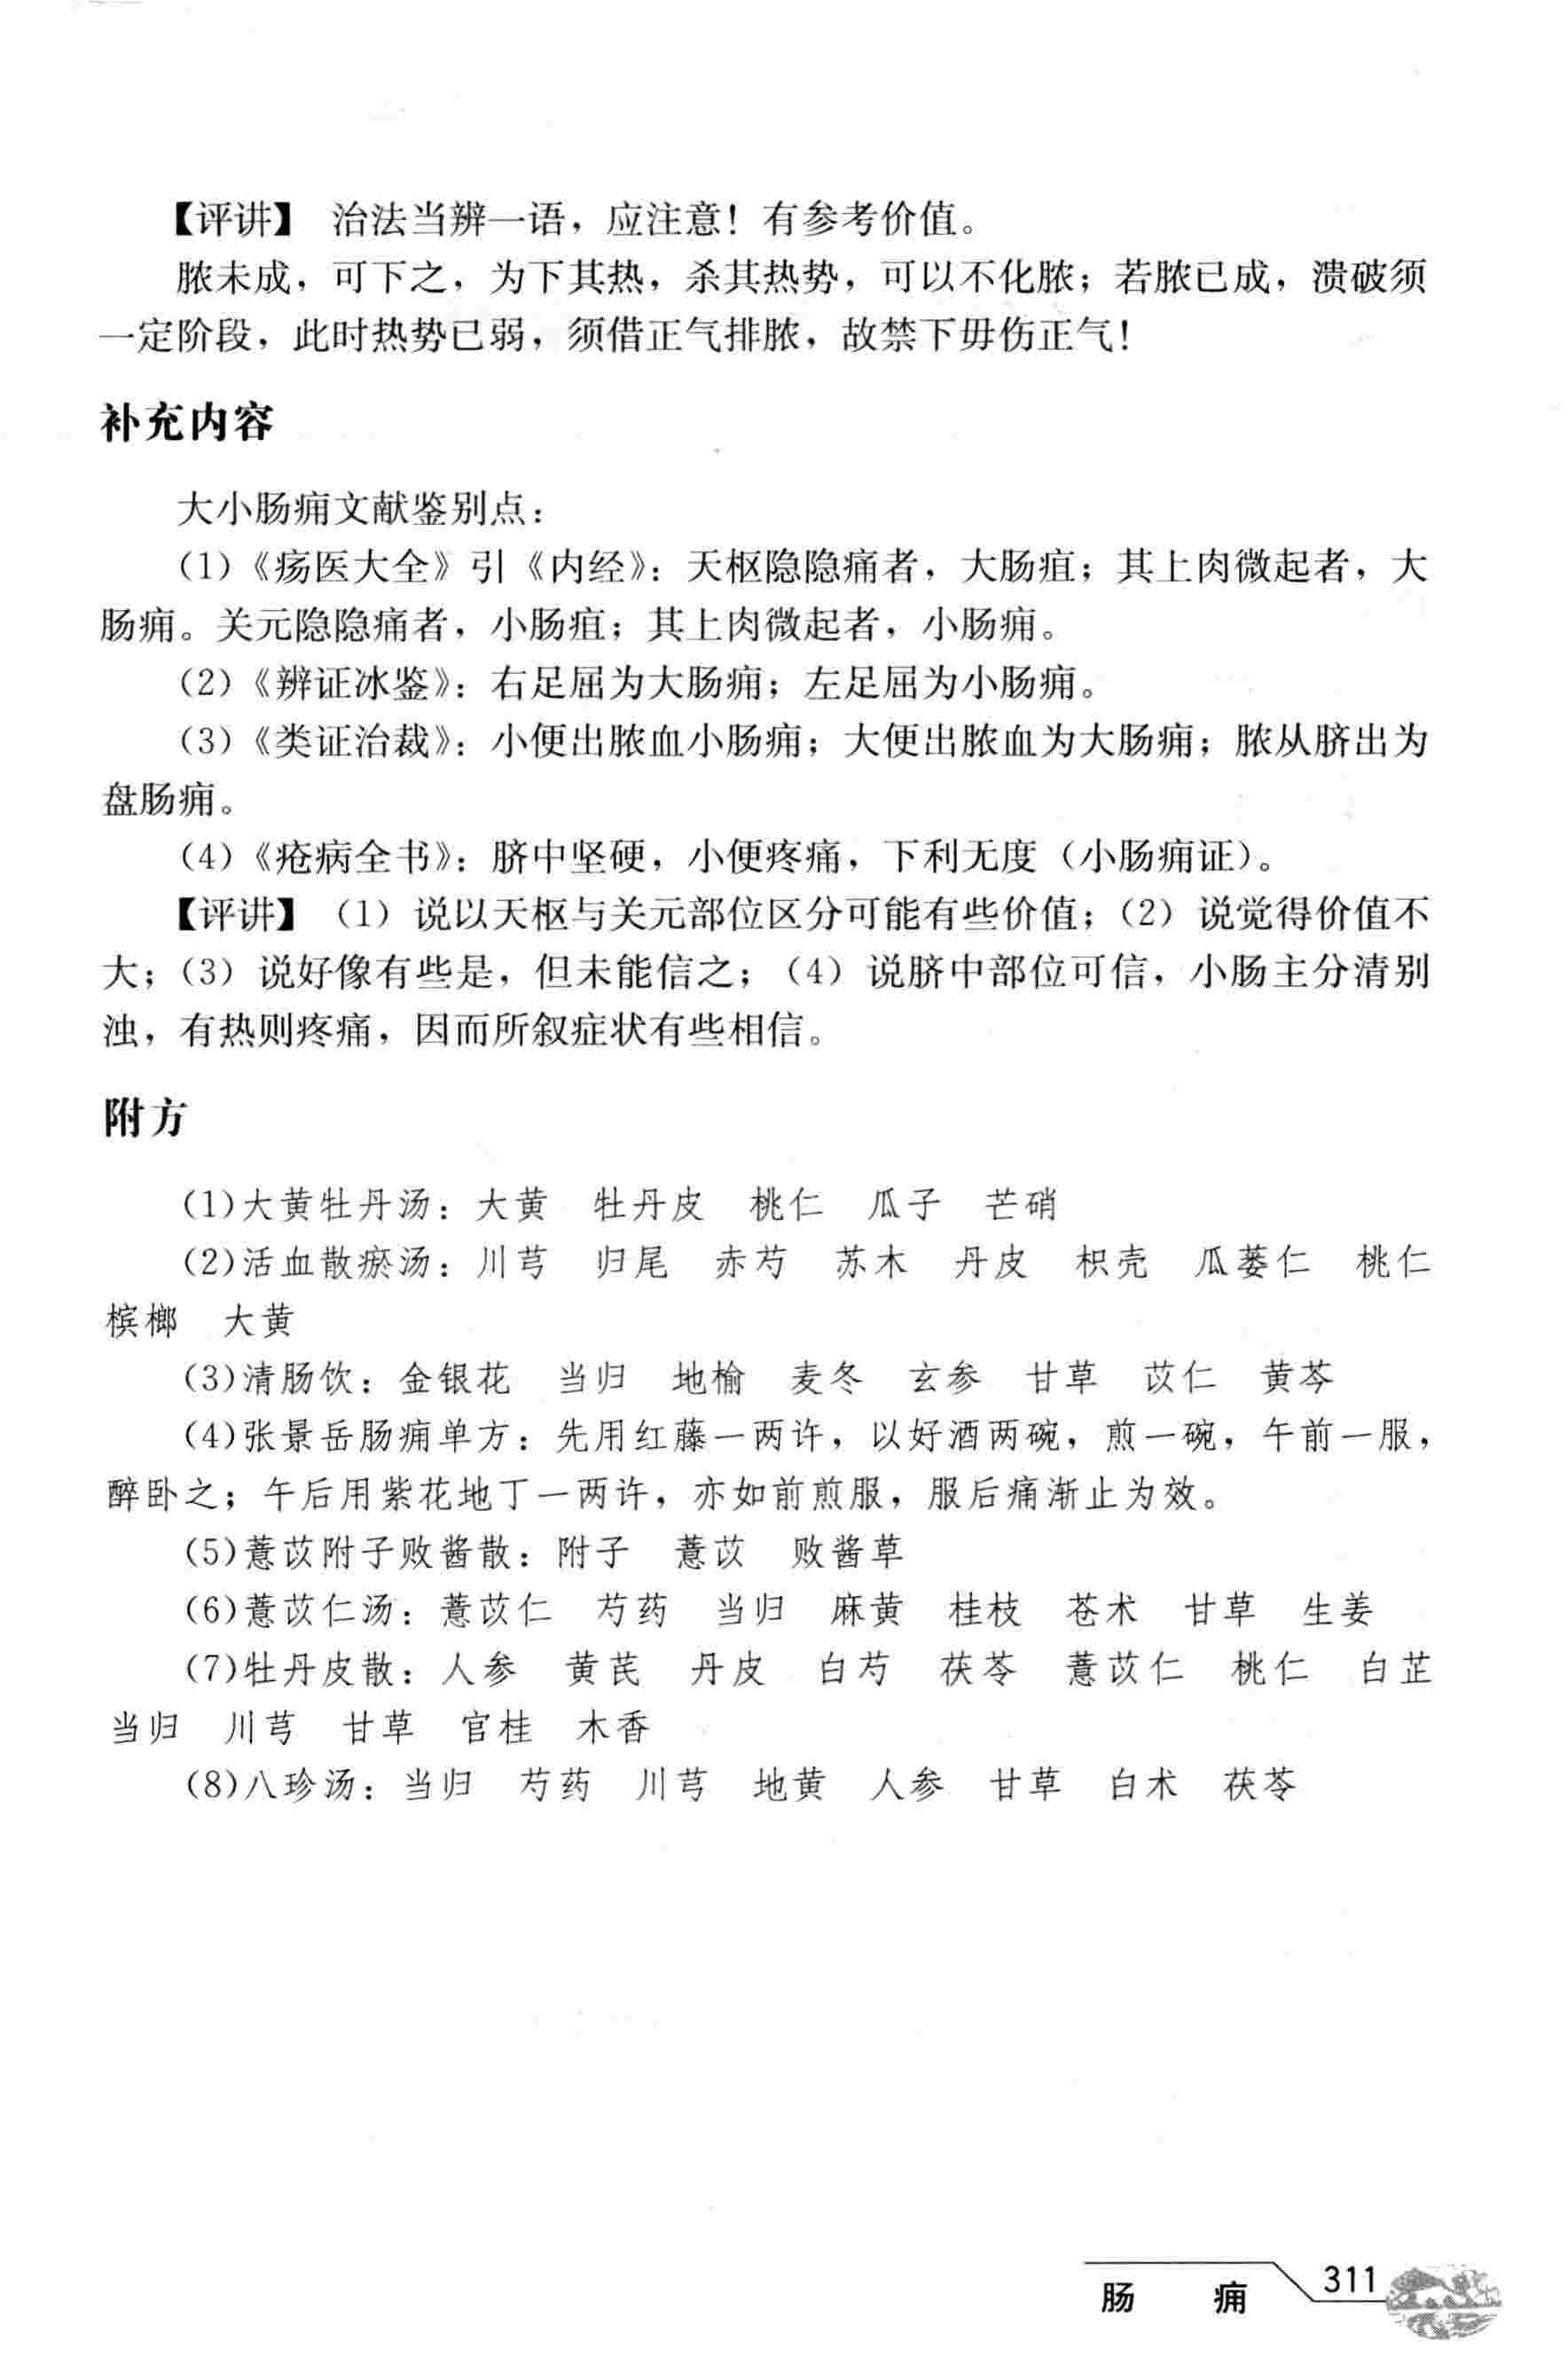 【评讲】 治法当辨一语，应注意！有参考价值。
脓未成，可下之，为下其热，杀其热势，可以不化脓；若脓已成，溃破须
一定阶段，此时热势已弱，须借正气排脓，故禁下毋伤正气！
补充内容
大小肠痈文献鉴别点：
（1）《疡医大全》引《内经》：天枢隐隐痛者，大肠疽；其上肉微起者，大
肠痈。关元隐隐痛者，小肠疽；其上肉微起者，小肠痈。
（2）《辨证冰鉴》：右足屈为大肠痈；左足屈为小肠痈。
（3）《类证治裁》：小便出脓血小肠痈；大便出脓血为大肠痈；脓从脐出为
盘肠痈。
（4）《疮病全书》：脐中坚硬，小便疼痛，下利无度（小肠痈证）。
【评讲】（1）说以天枢与关元部位区分可能有些价值；（2）说觉得价值不
大；（3）说好像有些是，但未能信之；（4）说脐中部位可信，小肠主分清别
浊，有热则疼痛，因而所叙症状有些相信。
附方
(1)大黄牡丹汤：大黄 牡丹皮 桃仁 瓜子 芒硝
(2)活血散瘀汤：川芎 归尾 赤芍 苏木 丹皮 枳壳 瓜蒌仁 桃仁
槟榔 大黄
(3)清肠饮：金银花 当归 地榆 麦冬 玄参 甘草 苡仁 黄芩
(4)张景岳肠痈单方：先用红藤一两许，以好酒两碗，煎一碗，午前一服，
醉卧之；午后用紫花地丁一两许，亦如前煎服，服后痛渐止为效。
(5)薏苡附子败酱散：附子 薏苡 败酱草
(6)薏苡仁汤：薏苡仁 芍药 当归 麻黄 桂枝 苍术 甘草 生姜
(7)牡丹皮散：人参 黄芪 丹皮 白芍 茯苓 薏苡仁 桃仁 白芷
当归 川芎 甘草 官桂 木香
(8)八珍汤：当归 芍药 川芎 地黄 人参 甘草 白术 茯苓
肠 痈 311